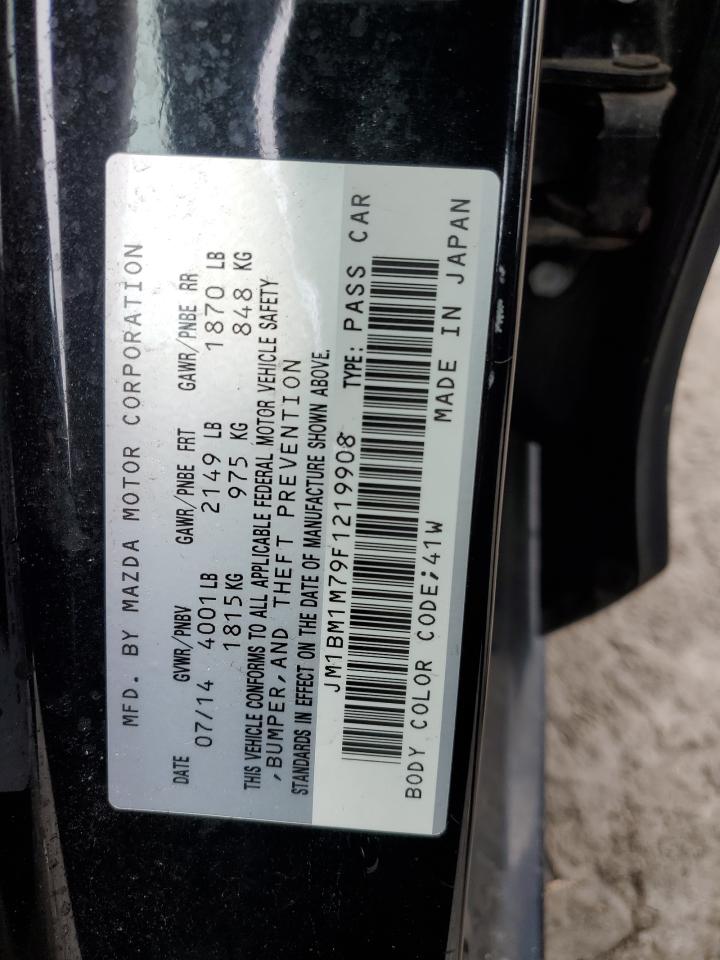 MFD. BY MAZDA MOTOR CORPORATION
DATE GVWR/PNBV GAWR/PNBE FRT GAWR/PNBE RR
07/14 4001LB 2149 LB 1870 LB
1815KG 975 KG 848 KG
THIS VEHICLE CONFORMS TO ALL APPLICABLE FEDERAL MOTOR VEHICLE SAFETY
,BUMPER,AND THEFT PREVENTION
STANDARDS IN EFFECT ON THE DATE OF MANUFACTURE SHOWN ABOVE.
JM1BM1M79F1219908 TYPE: PASS CAR
BODY COLOR CODE;41W MADE IN JAPAN